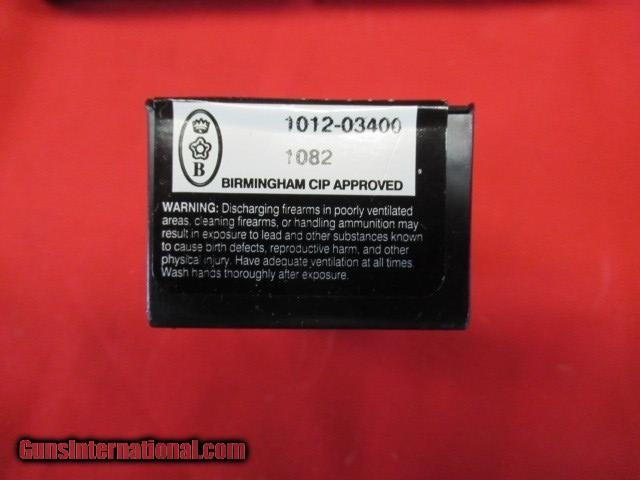 1012-03400
1082
B
BIRMINGHAM CIP APPROVED
WARNING: Discharging firearms in poorly ventilated
areas, cleaning firearms, or handling ammunition may
result in exposure to lead and other substances known
to cause birth defects, reproductive harm, and other
physical injury. Have adequate ventilation at all times.
Wash hands thoroughly after exposure.
GunsInternational.com